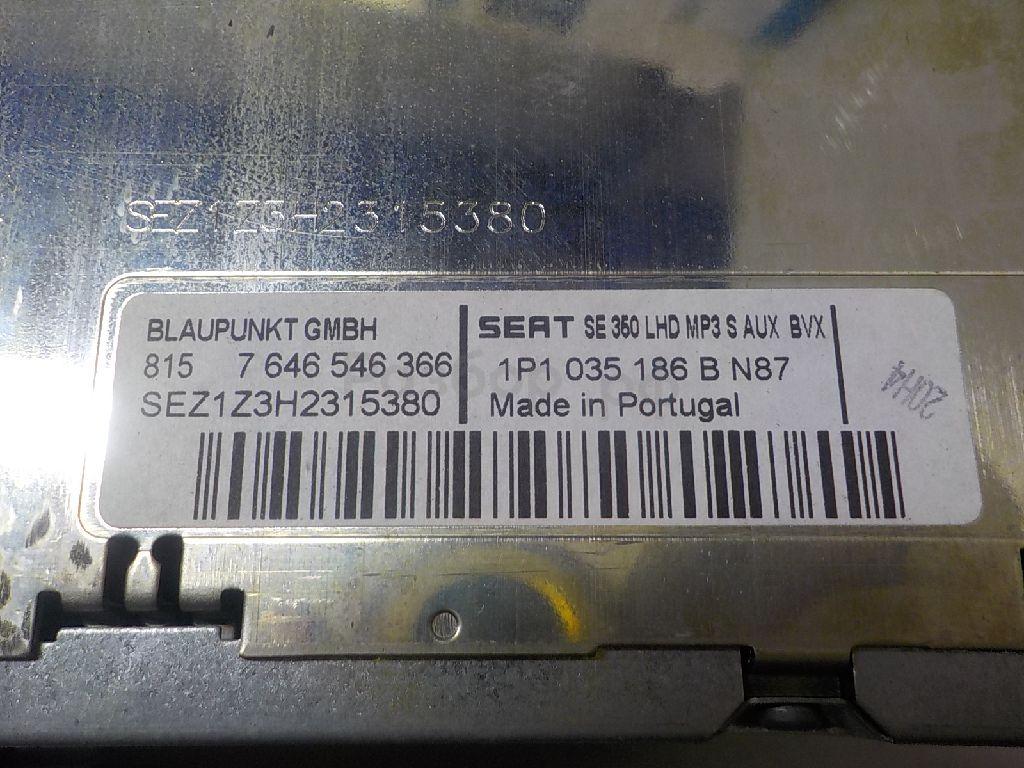 SEZ1Z3H2315380
BLAUPUNKT GMBH
815 7 646 546 366
SEZ1Z3H2315380
SEAT SE 350 LHD MP3 S AUX BVX
1P1 035 186 B N87
Made in Portugal
20H4